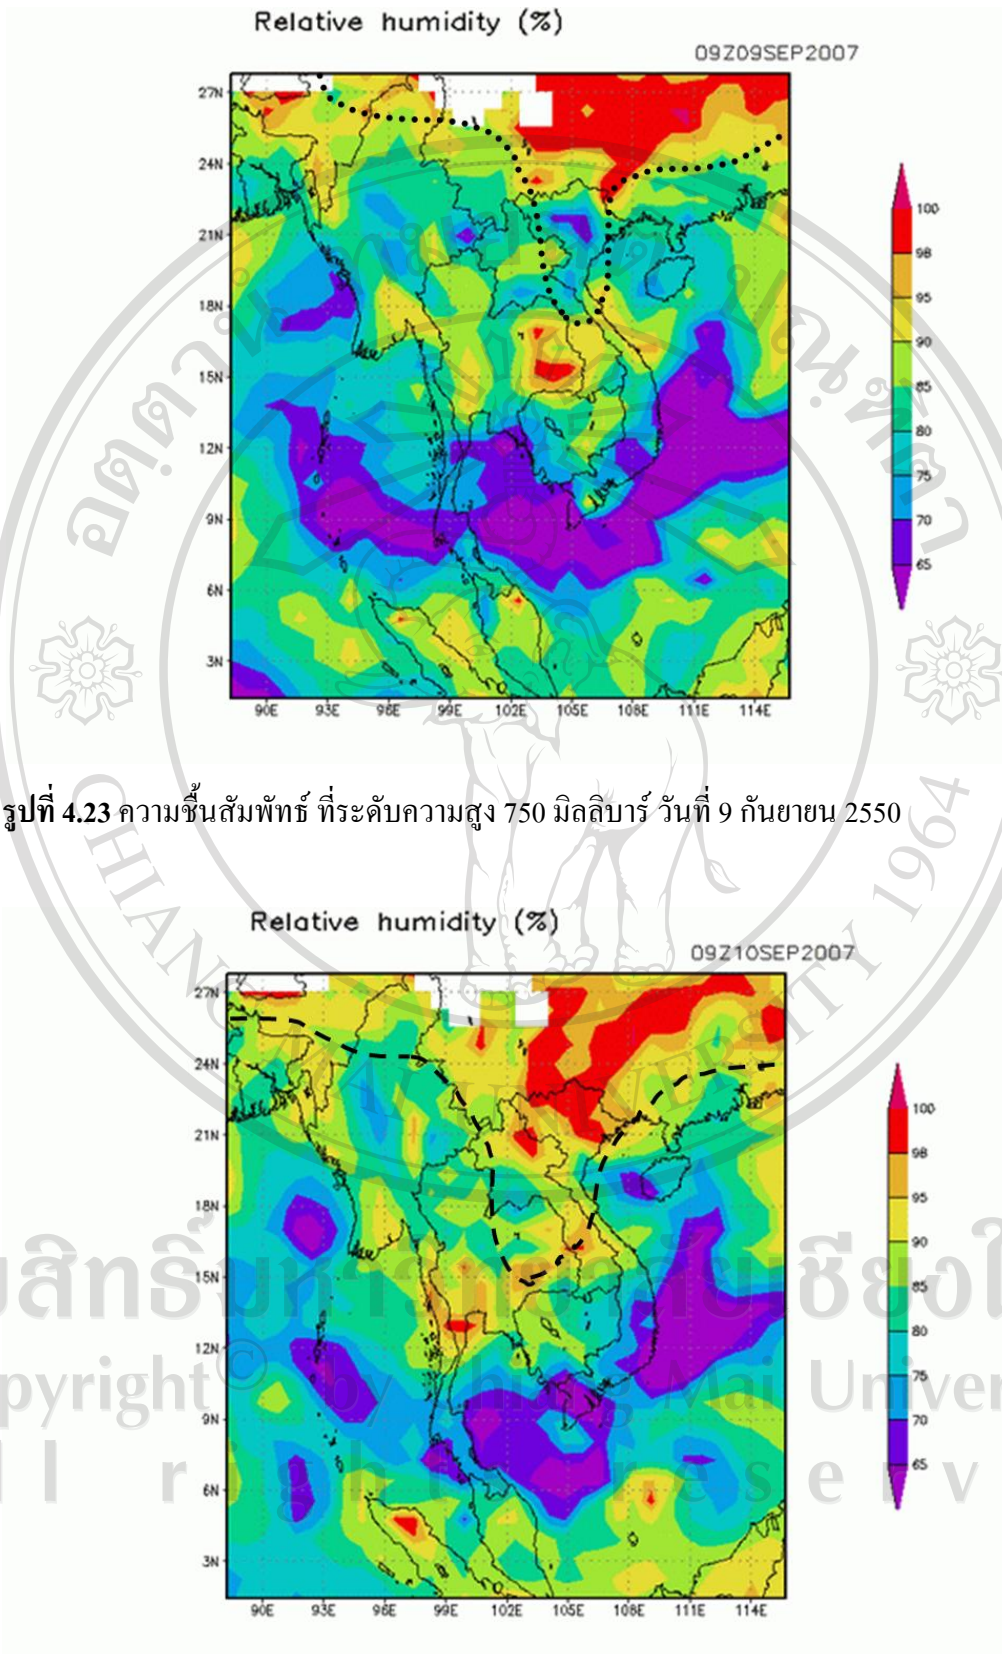 Relative humidity (%)
09Z09SEP2007
27N
24N
21N
18N
15N
12N
9N
6N
3N
90E 93E 96E 99E 102E 105E 108E 111E 114E
100
98
95
90
85
80
75
70
65
รูปที่ 4.23 ความชื้นสัมพัทธ์ ที่ระดับความสูง 750 มิลลิบาร์ วันที่ 9 กันยายน 2550
CHIANG MAI UNIVERSITY 1964
Relative humidity (%)
09Z10SEP2007
27N
24N
21N
18N
15N
12N
9N
6N
3N
90E 93E 96E 99E 102E 105E 108E 111E 114E
100
98
95
90
85
80
75
70
65
pyright© by Chiang Mai Univer
l l r i g h t s r e s e r v